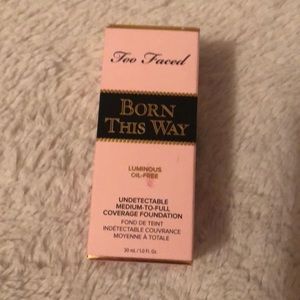 Too Faced
BORN
THIS WAY
LUMINOUS
OIL-FREE
UNDETECTABLE
MEDIUM-TO-FULL
COVERAGE FOUNDATION
FOND DE TEINT
INDÉTECTABLE COUVRANCE
MOYENNE À TOTALE
30 mL / 1.0 Fl. Oz.